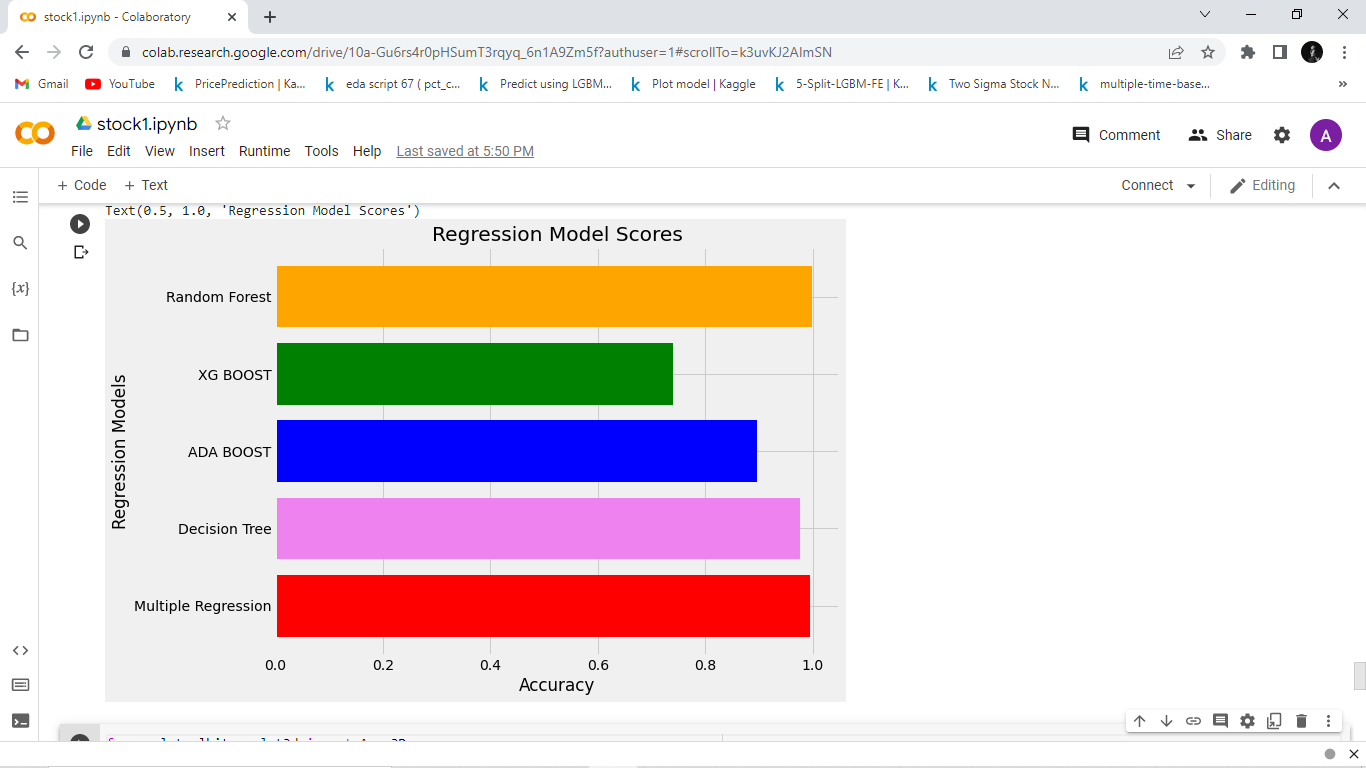 stock1.ipynb - Colaboratory
colab.research.google.com/drive/10a-Gu6rs4r0pHSumT3rqyq_6n1A9Zm5f?authuser=1#scrollTo=k3uvKJ2AlmSN
Gmail YouTube PricePrediction | Ka... eda script 67 ( pct_c... Predict using LGBM... Plot model | Kaggle 5-Split-LGBM-FE | K... Two Sigma Stock N... multiple-time-base... »
stock1.ipynb
Comment Share A
File Edit View Insert Runtime Tools Help Last saved at 5:50 PM
+ Code + Text Connect Editing
Text(0.5, 1.0, 'Regression Model Scores')
{x}
Regression Model Scores
Random Forest
XG BOOST
ADA BOOST
Decision Tree
Multiple Regression
Regression Models
0.0 0.2 0.4 0.6 0.8 1.0
Accuracy